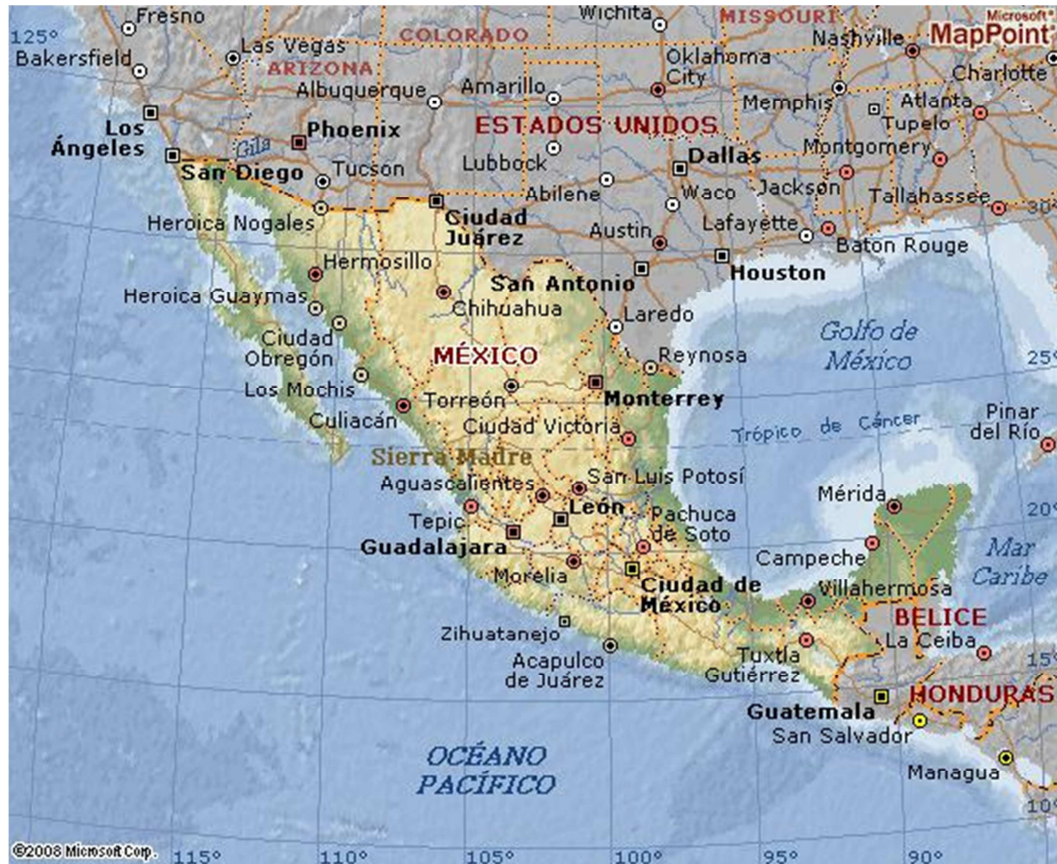 Microsoft®
MapPoint®
Fresno
Wichita
MISSOURI
125°
COLORADO
Nashville
Las Vegas
Bakersfield
ARIZONA
Oklahoma
City
Charlotte
Albuquerque
Amarillo
Memphis
Atlanta
Tupelo
Los
Ángeles
Phoenix
Gila
ESTADOS UNIDOS
Montgomery
Lubbock
Dallas
San Diego
Tucson
Abilene
Waco
Jackson
Tallahassee
30°
Heroica Nogales
Ciudad
Juárez
Lafayette
Austin
Baton Rouge
Hermosillo
San Antonio
Houston
Heroica Guaymas
Chihuahua
Laredo
Golfo de
México
Ciudad
Obregón
MÉXICO
Reynosa
25°
Los Mochis
Torreón
Monterrey
Culiacán
Ciudad Victoria
Trópico de Cáncer
Pinar
del Río
Sierra Madre
Aguascalientes
San Luis Potosí
Mérida
León
20°
Tepic
Pachuca
de Soto
Guadalajara
Campeche
Mar
Caribe
Morelia
Ciudad de
México
Villahermosa
BELICE
Zihuatanejo
La Ceiba
Acapulco
de Juárez
Tuxtla
Gutiérrez
15°
HONDURAS
Guatemala
San Salvador
OCÉANO
PACÍFICO
Managua
10°
©2008 Microsoft Corp.
115°
110°
105°
100°
95°
90°